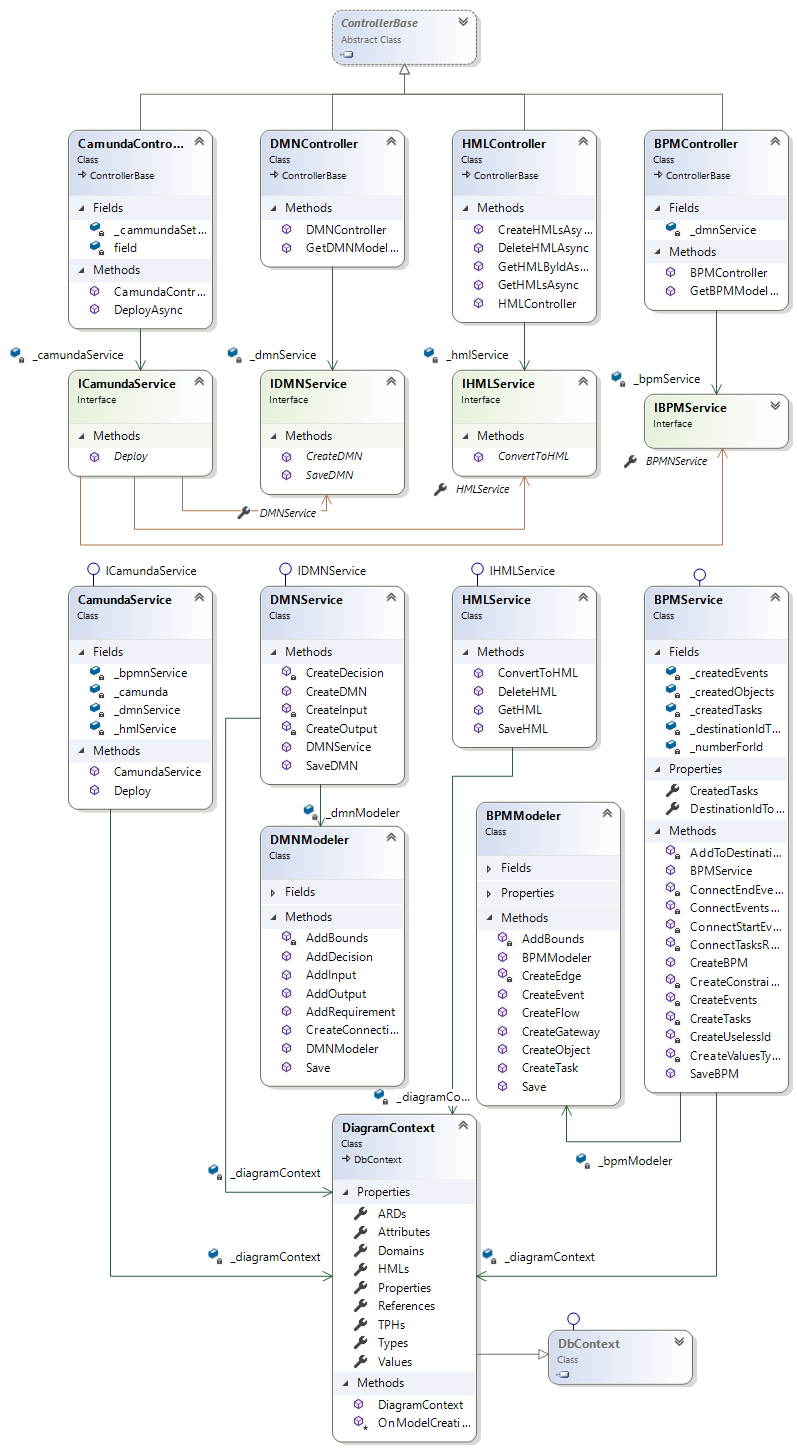 ControllerBase
Abstract Class
CamundaContro...
Class
ControllerBase
Fields
_cammundaSet...
field
Methods
CamundaContr...
DeployAsync
DMNController
Class
ControllerBase
Methods
DMNController
GetDMNModel...
HMLController
Class
ControllerBase
Methods
CreateHMLsAsy...
DeleteHMLAsync
GetHMLByIdAs...
GetHMLsAsync
HMLController
BPMController
Class
ControllerBase
Fields
_dmnService
Methods
BPMController
GetBPMModel...
_camundaService
_dmnService
_hmlService
_bpmService
ICamundaService
Interface
Methods
Deploy
IDMNService
Interface
Methods
CreateDMN
SaveDMN
IHMLService
Interface
Methods
ConvertToHML
IBPMService
Interface
BPMNService
HMLService
DMNService
ICamundaService
CamundaService
Class
Fields
_bpmnService
_camunda
_dmnService
_hmlService
Methods
CamundaService
Deploy
IDMNService
DMNService
Class
Methods
CreateDecision
CreateDMN
CreateInput
CreateOutput
DMNService
SaveDMN
IHMLService
HMLService
Class
Methods
ConvertToHML
DeleteHML
GetHML
SaveHML
BPMService
Class
Fields
_createdEvents
_createdObjects
_createdTasks
_destinationIdT...
_numberForId
Properties
CreatedTasks
DestinationIdTo...
Methods
AddToDestinati...
BPMService
ConnectEndEve...
ConnectEvents...
ConnectStartEv...
ConnectTasksR...
CreateBPM
CreateConstrai...
CreateEvents
CreateTasks
CreateUselessId
CreateValuesTy...
SaveBPM
_dmnModeler
DMNModeler
Class
Fields
Methods
AddBounds
AddDecision
AddInput
AddOutput
AddRequirement
CreateConnecti...
DMNModeler
Save
BPMModeler
Class
Fields
Properties
Methods
AddBounds
BPMModeler
CreateEdge
CreateEvent
CreateFlow
CreateGateway
CreateObject
CreateTask
Save
_diagramCo...
_bpmModeler
_diagramContext
_diagramContext
_diagramContext
DiagramContext
Class
DbContext
Properties
ARDs
Attributes
Domains
HMLs
Properties
References
TPHs
Types
Values
Methods
DiagramContext
OnModelCreati...
DbContext
Class